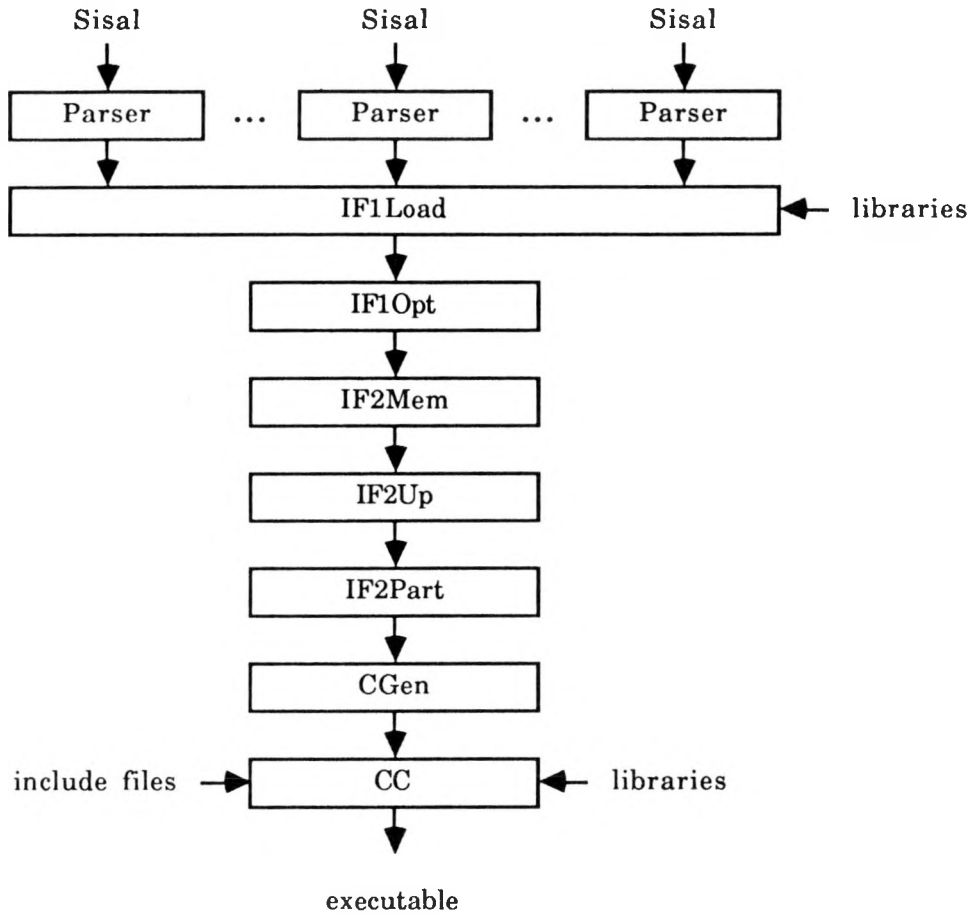 Sisal Sisal Sisal
Parser ... Parser ... Parser
IF1Load libraries
IF1Opt
IF2Mem
IF2Up
IF2Part
CGen
include files CC libraries
executable